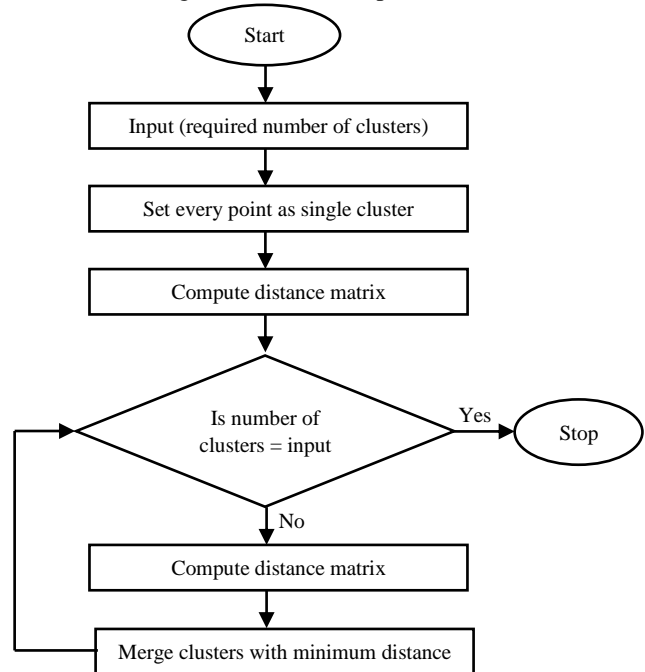 Start
Input (required number of clusters)
Set every point as single cluster
Compute distance matrix
Is number of
clusters = input
Yes
Stop
No
Compute distance matrix
Merge clusters with minimum distance